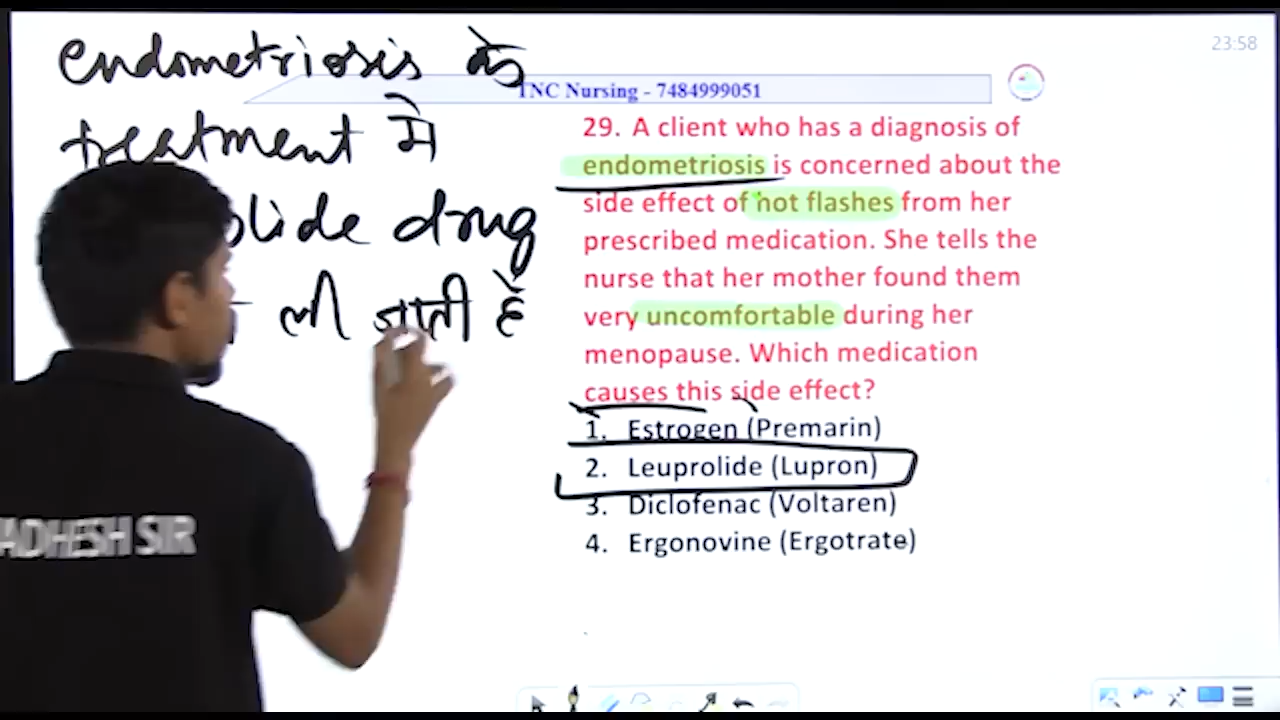 23:58
TNC Nursing - 7484999051
endometriosis के
treatment में
olide drug
ली जाती है
29. A client who has a diagnosis of
endometriosis is concerned about the
side effect of hot flashes from her
prescribed medication. She tells the
nurse that her mother found them
very uncomfortable during her
menopause. Which medication
causes this side effect?
1. Estrogen (Premarin)
2. Leuprolide (Lupron)
3. Diclofenac (Voltaren)
4. Ergonovine (Ergotrate)
ADHESH SIR